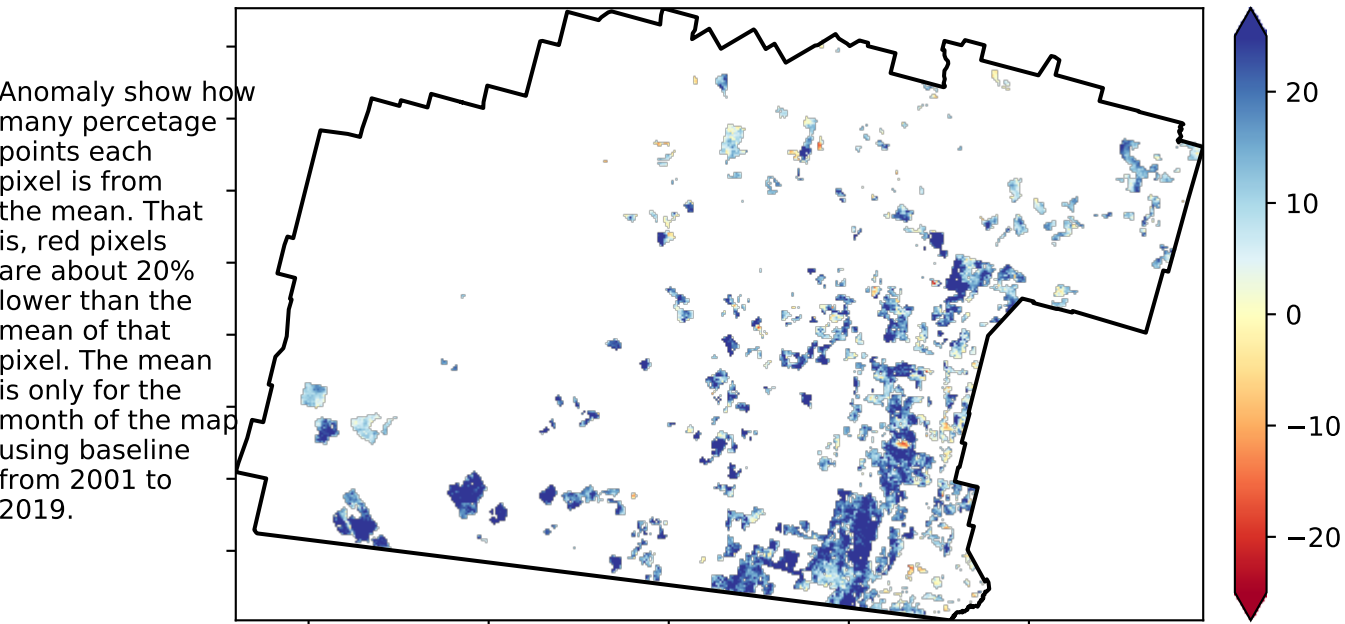 Anomaly show how
many percetage
points each
pixel is from
the mean. That
is, red pixels
are about 20%
lower than the
mean of that
pixel. The mean
is only for the
month of the map
using baseline
from 2001 to
2019.
20
10
0
−10
−20